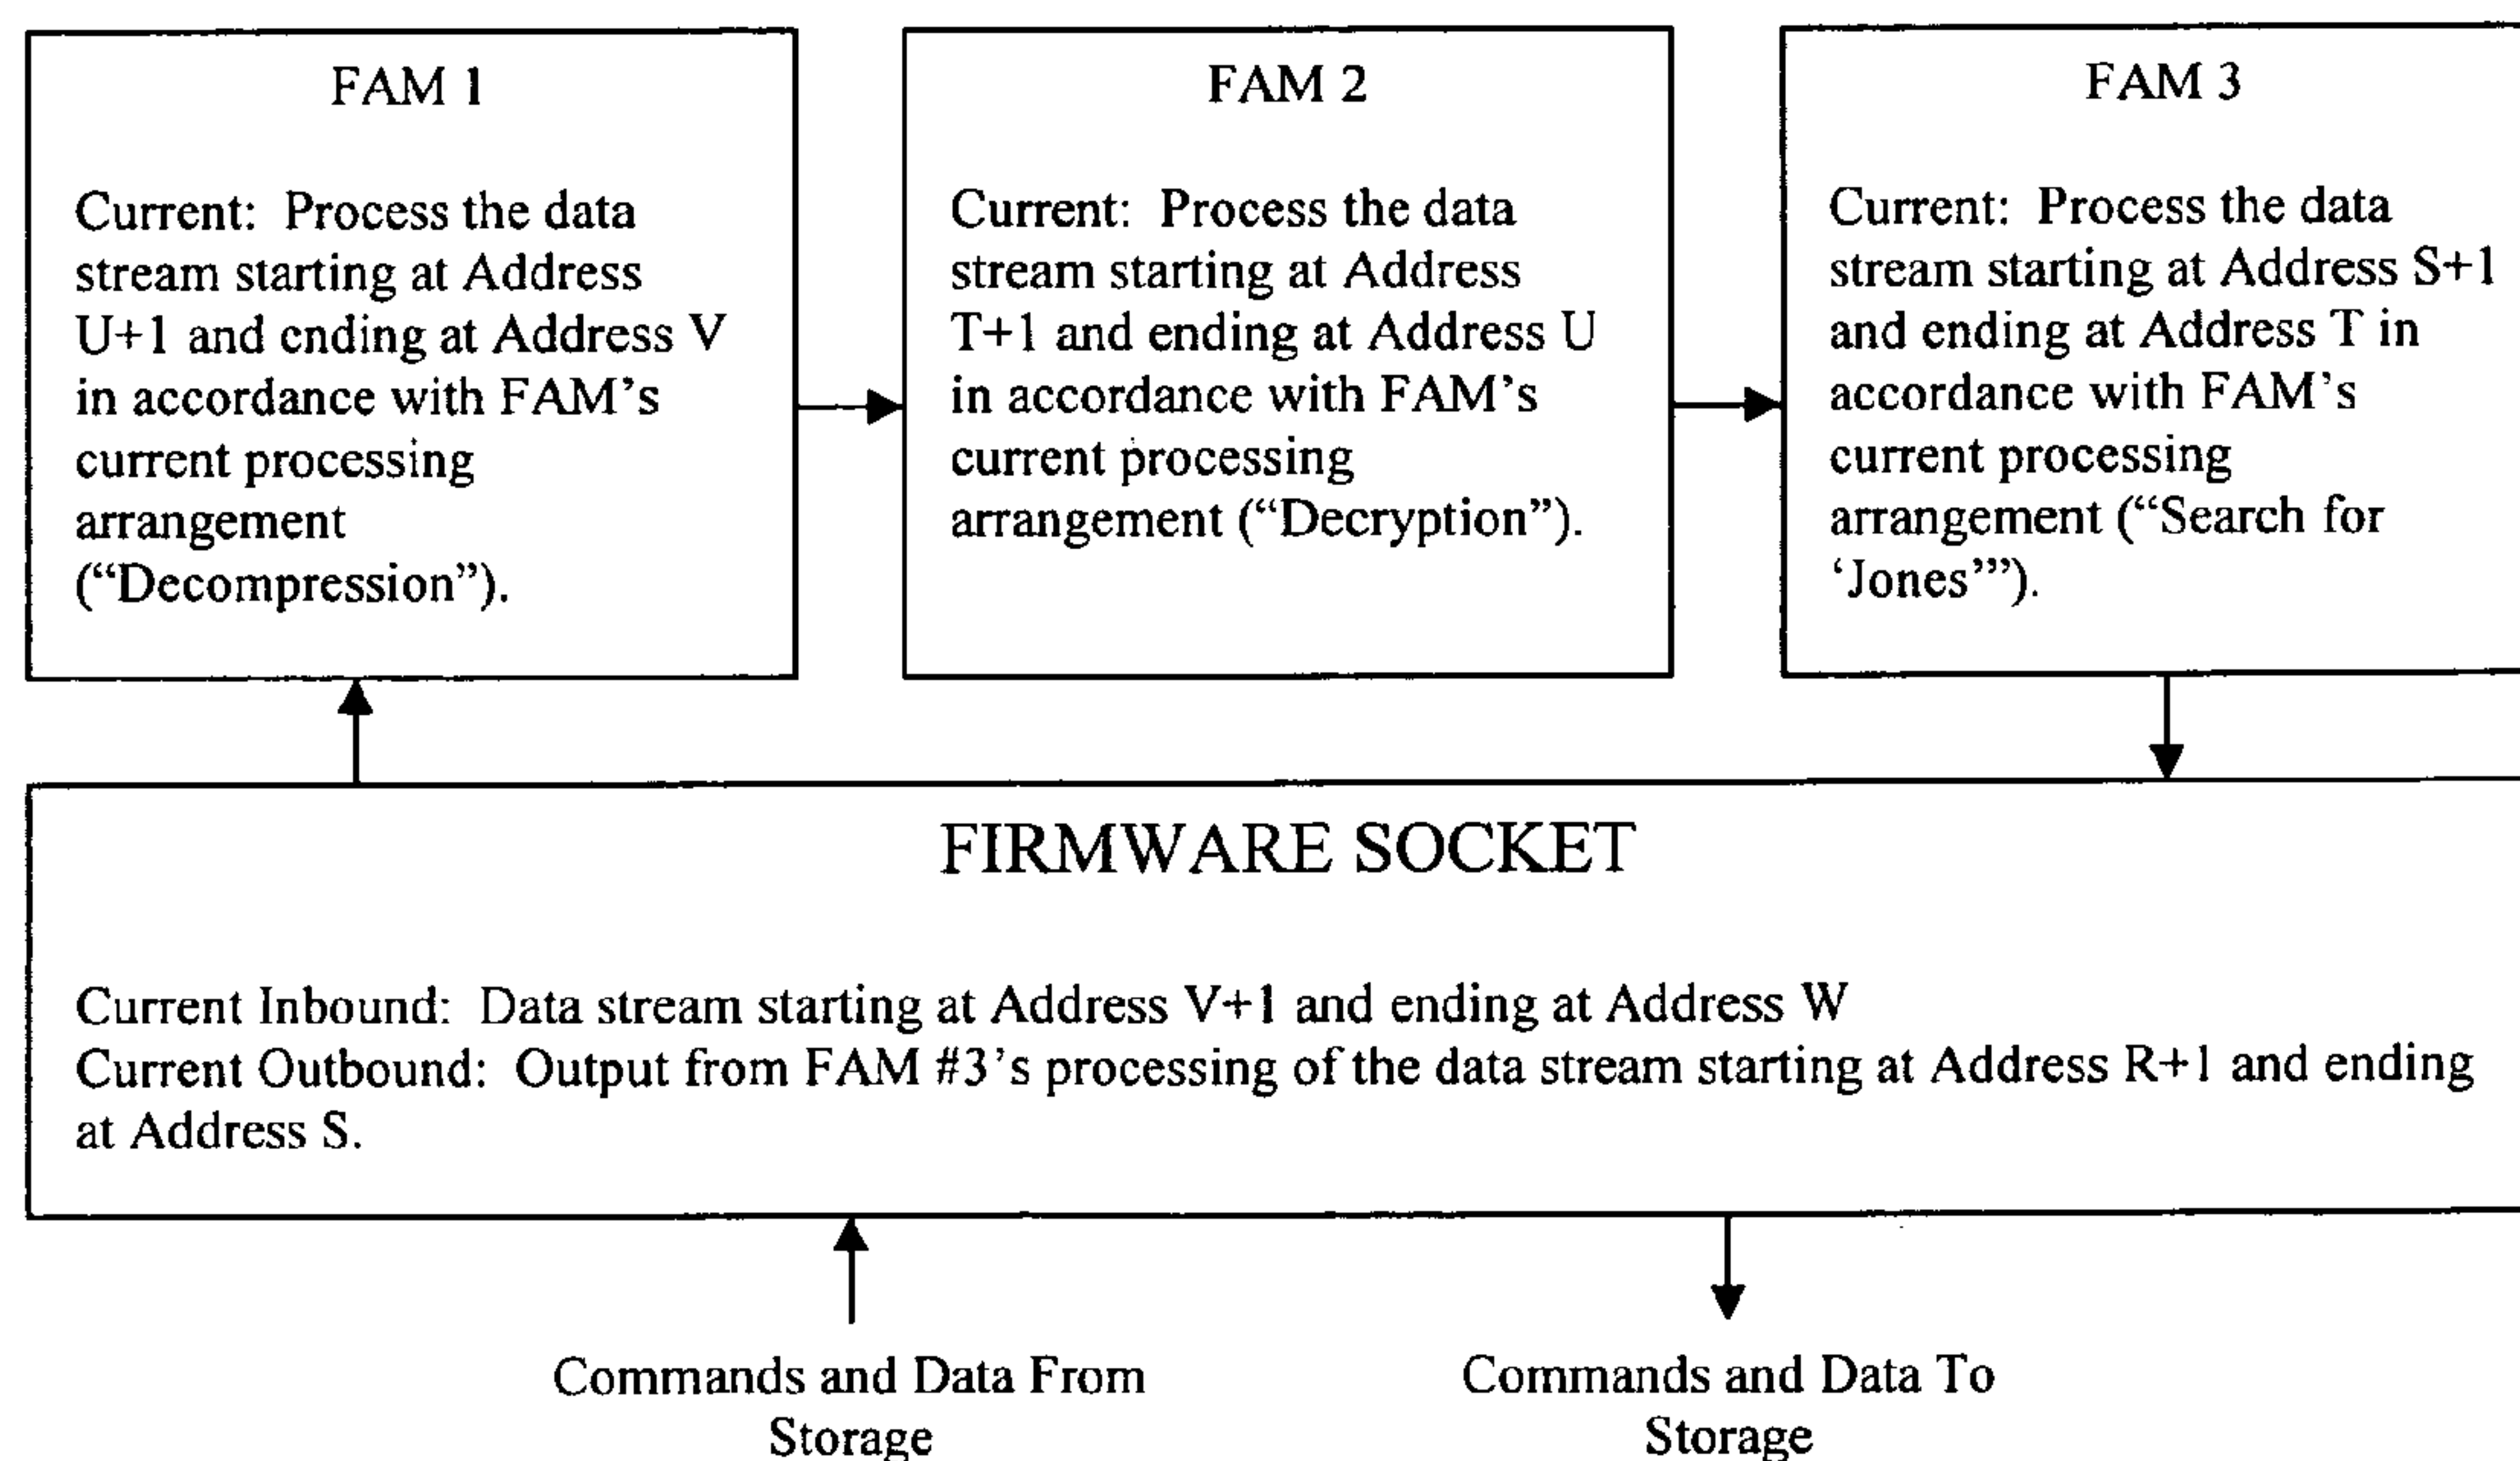 FAM 1
Current: Process the data
stream starting at Address
U+1 and ending at Address V
in accordance with FAM's
current processing
arrangement
("Decompression").
FAM 2
Current: Process the data
stream starting at Address
T+1 and ending at Address U
in accordance with FAM's
current processing
arrangement ("Decryption").
FAM 3
Current: Process the data
stream starting at Address S+1
and ending at Address T in
accordance with FAM's
current processing
arrangement ("Search for
'Jones'").
FIRMWARE SOCKET
Current Inbound: Data stream starting at Address V+1 and ending at Address W
Current Outbound: Output from FAM #3's processing of the data stream starting at Address R+1 and ending
at Address S.
Commands and Data From
Storage
Commands and Data To
Storage